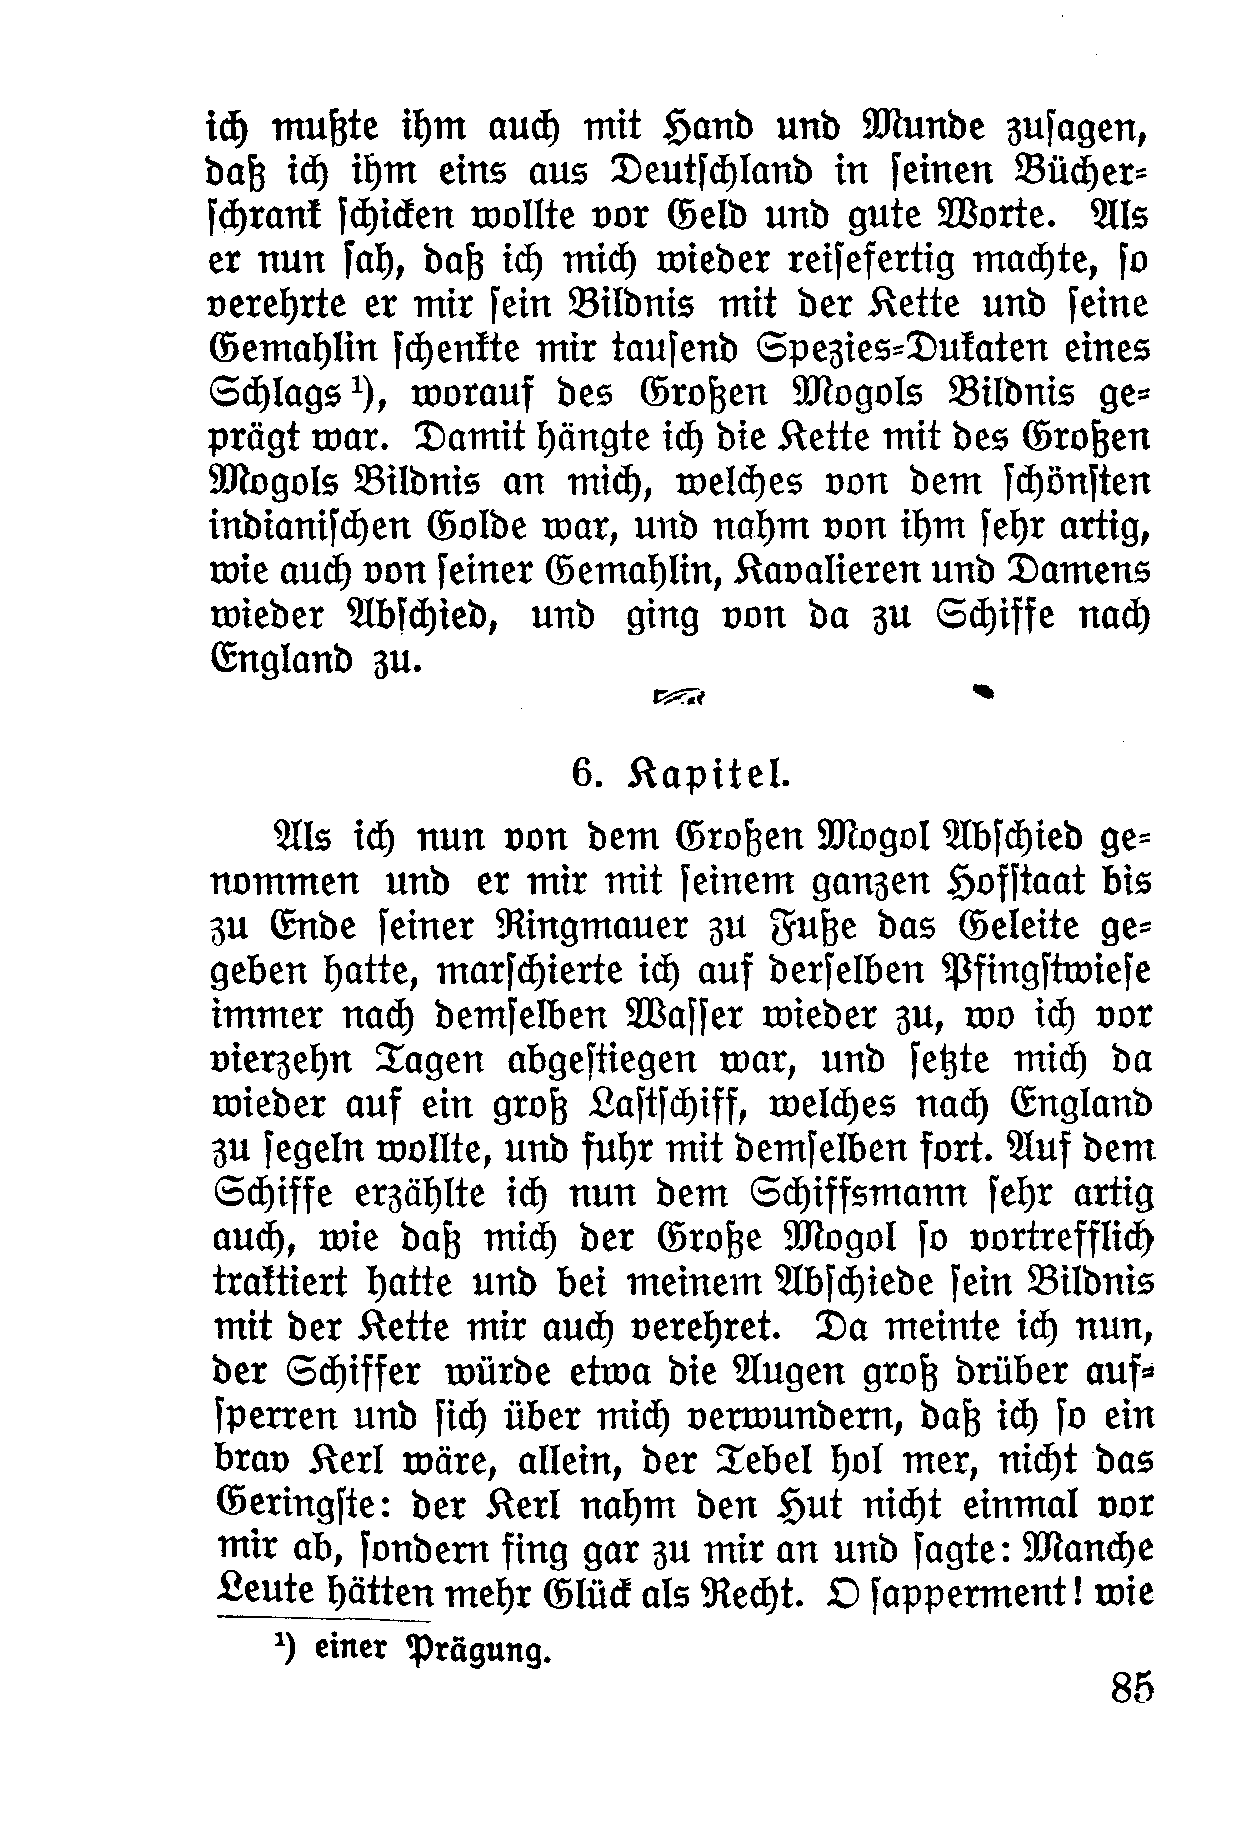 ich mußte ihm auch mit Hand und Munde zusagen,
daß ich ihm eins aus Deutschland in seinen Bücher-
schrank schicken wollte vor Geld und gute Worte. Als
er nun sah, daß ich mich wieder reisefertig machte, so
verehrte er mir sein Bildnis mit der Kette und seine
Gemahlin schenkte mir tausend Spezies-Dukaten eines
Schlags ¹), worauf des Großen Mogols Bildnis ge-
prägt war. Damit hängte ich die Kette mit des Großen
Mogols Bildnis an mich, welches von dem schönsten
indianischen Golde war, und nahm von ihm sehr artig,
wie auch von seiner Gemahlin, Kavalieren und Damens
wieder Abschied, und ging von da zu Schiffe nach
England zu.
6. Kapitel.
Als ich nun von dem Großen Mogol Abschied ge-
nommen und er mir mit seinem ganzen Hofstaat bis
zu Ende seiner Ringmauer zu Fuße das Geleite ge-
geben hatte, marschierte ich auf derselben Pfingstwiese
immer nach demselben Wasser wieder zu, wo ich vor
vierzehn Tagen abgestiegen war, und setzte mich da
wieder auf ein groß Lastschiff, welches nach England
zu segeln wollte, und fuhr mit demselben fort. Auf dem
Schiffe erzählte ich nun dem Schiffsmann sehr artig
auch, wie daß mich der Große Mogol so vortrefflich
traktiert hatte und bei meinem Abschiede sein Bildnis
mit der Kette mir auch verehret. Da meinte ich nun,
der Schiffer würde etwa die Augen groß drüber auf-
sperren und sich über mich verwundern, daß ich so ein
brav Kerl wäre, allein, der Tebel hol mer, nicht das
Geringste: der Kerl nahm den Hut nicht einmal vor
mir ab, sondern fing gar zu mir an und sagte: Manche
Leute hätten mehr Glück als Recht. O sapperment! wie
¹) einer Prägung.
85